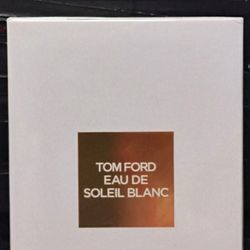 TOM FORD
EAU DE
SOLEIL BLANC